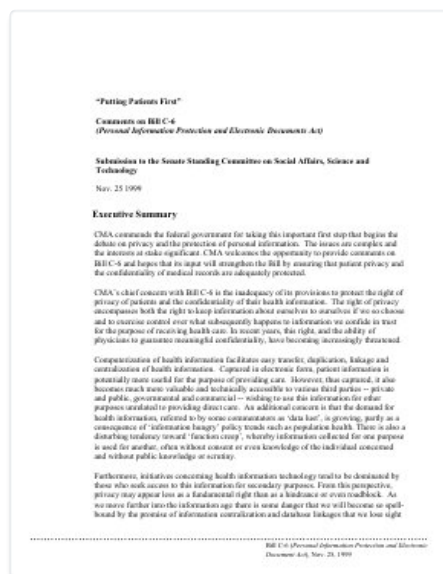 “Putting Patients First”
Comments on Bill C-6
(Personal Information Protection and Electronic Documents Act)
Submission to the Senate Standing Committee on Social Affairs, Science and
Technology
Nov. 25 1999
Executive Summary
CMA commends the federal government for taking this important first step that begins the
debate on privacy and the protection of personal information. The issues are complex and
the interests at stake significant. CMA welcomes the opportunity to provide comments on
Bill C-6 and hopes that its input will strengthen the Bill by ensuring that patient privacy and
the confidentiality of medical records are adequately protected.
CMA's chief concern with Bill C-6 is the inadequacy of its provisions to protect the right of
privacy of patients and the confidentiality of their health information. The right of privacy
encompasses both the right to keep information about ourselves to ourselves if we so choose
and to exercise control over what subsequently happens to information we confide in trust
for the purpose of receiving health care. In recent years, this right, and the ability of
physicians to guarantee meaningful confidentiality, have become increasingly threatened.
Computerization of health information facilitates easy transfer, duplication, linkage and
centralization of health information. Captured in electronic form, patient information is
potentially more useful for the purpose of providing care. However, thus captured, it also
becomes much more valuable and technically accessible to various third parties -- private
and public, governmental and commercial -- wishing to use this information for other
purposes unrelated to providing direct care. An additional concern is that the demand for
health information, referred to by some commentators as 'data lust', is growing, partly as a
consequence of 'information hungry' policy trends such as population health. There is also a
disturbing tendency toward 'function creep', whereby information collected for one purpose
is used for another, often without consent or even knowledge of the individual concerned
and without public knowledge or scrutiny.
Furthermore, initiatives concerning health information technology tend to be dominated by
those who seek access to this information for secondary purposes. From this perspective,
privacy may appear less as a fundamental right than as a hindrance or even roadblock. As
we move farther into the information age there is some danger that we will become so spell-
bound by the promise of information centralization and database linkages that we lose sight
Bill C-6 (Personal Information Protection and Electronic
Document Act), Nov. 25, 1999